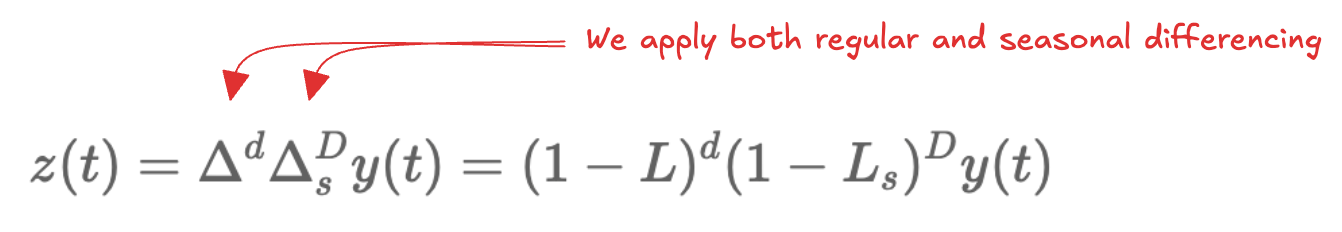 We apply both regular and seasonal differencing
z(t) = Δ^d Δ_s^D y(t) = (1 − L)^d (1 − L_s)^D y(t)